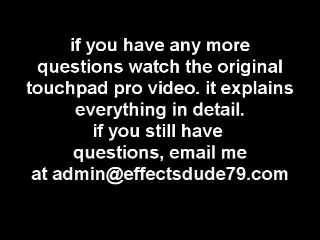 if you have any more
questions watch the original
touchpad pro video. it explains
everything in detail.
if you still have
questions, email me
at admin@effectsdude79.com